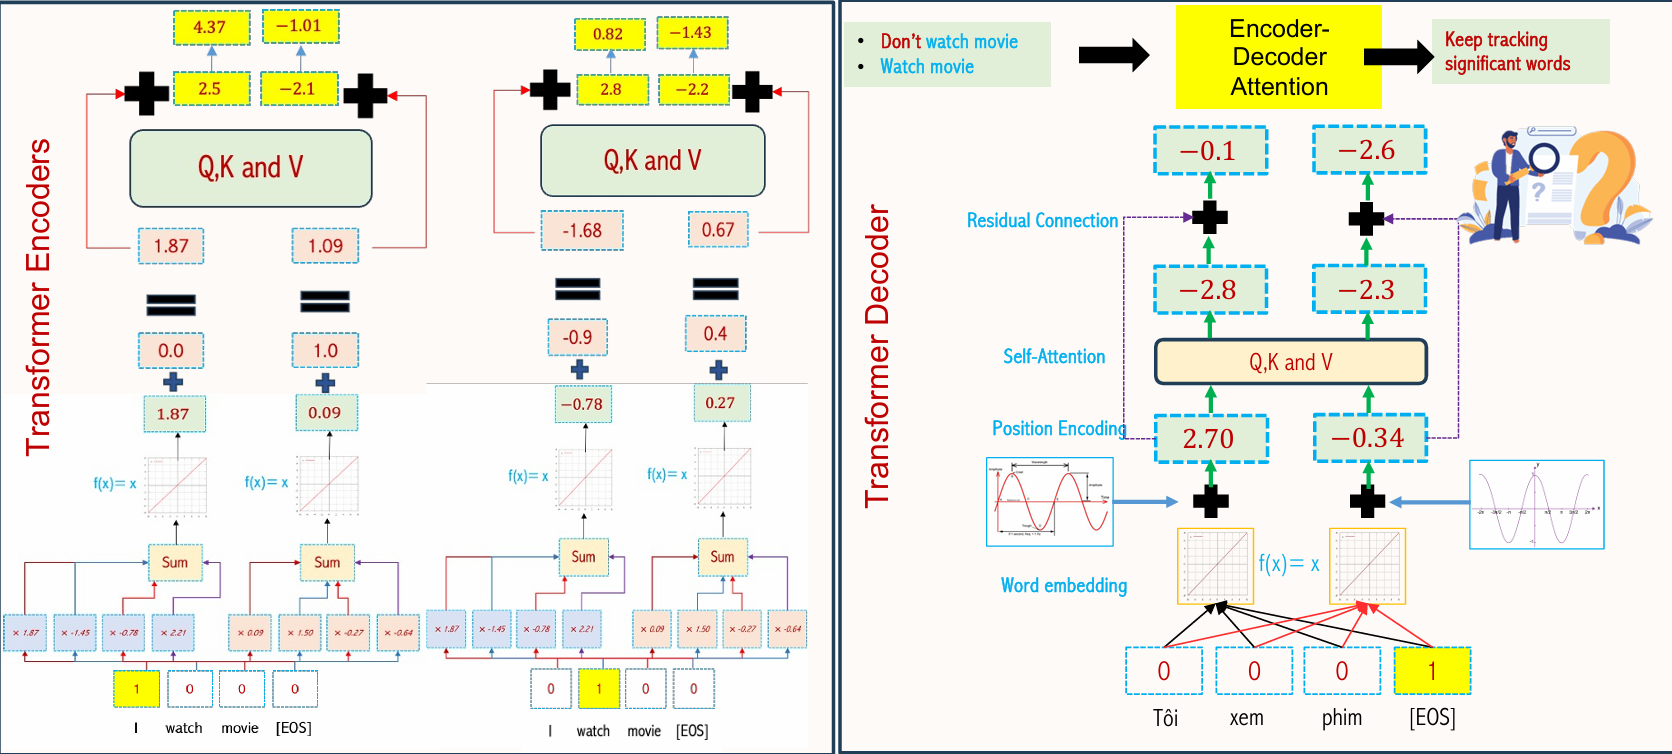 Transformer Encoders
4.37
−1.01
2.5
−2.1
Q,K and V
1.87
1.09
0.0
1.0
1.87
0.09
f(x)= x
f(x)= x
Sum
Sum
× 1.87
× -1.45
× -0.78
× 2.21
× 0.09
× 1.50
× -0.27
× -0.64
1
0
0
0
I
watch
movie
[EOS]
0.82
−1.43
2.8
−2.2
Q,K and V
-1.68
0.67
-0.9
0.4
−0.78
0.27
f(x)= x
f(x)= x
Sum
Sum
× 1.87
× -1.45
× -0.78
× 2.21
× 0.09
× 1.50
× -0.27
× -0.64
0
1
0
0
I
watch
movie
[EOS]
• Don't watch movie
• Watch movie
Encoder-
Decoder
Attention
Keep tracking
significant words
Transformer Decoder
−0.1
−2.6
Residual Connection
−2.8
−2.3
Self-Attention
Q,K and V
Position Encoding
2.70
−0.34
f(x)= x
Word embedding
0
0
0
1
Tôi
xem
phim
[EOS]